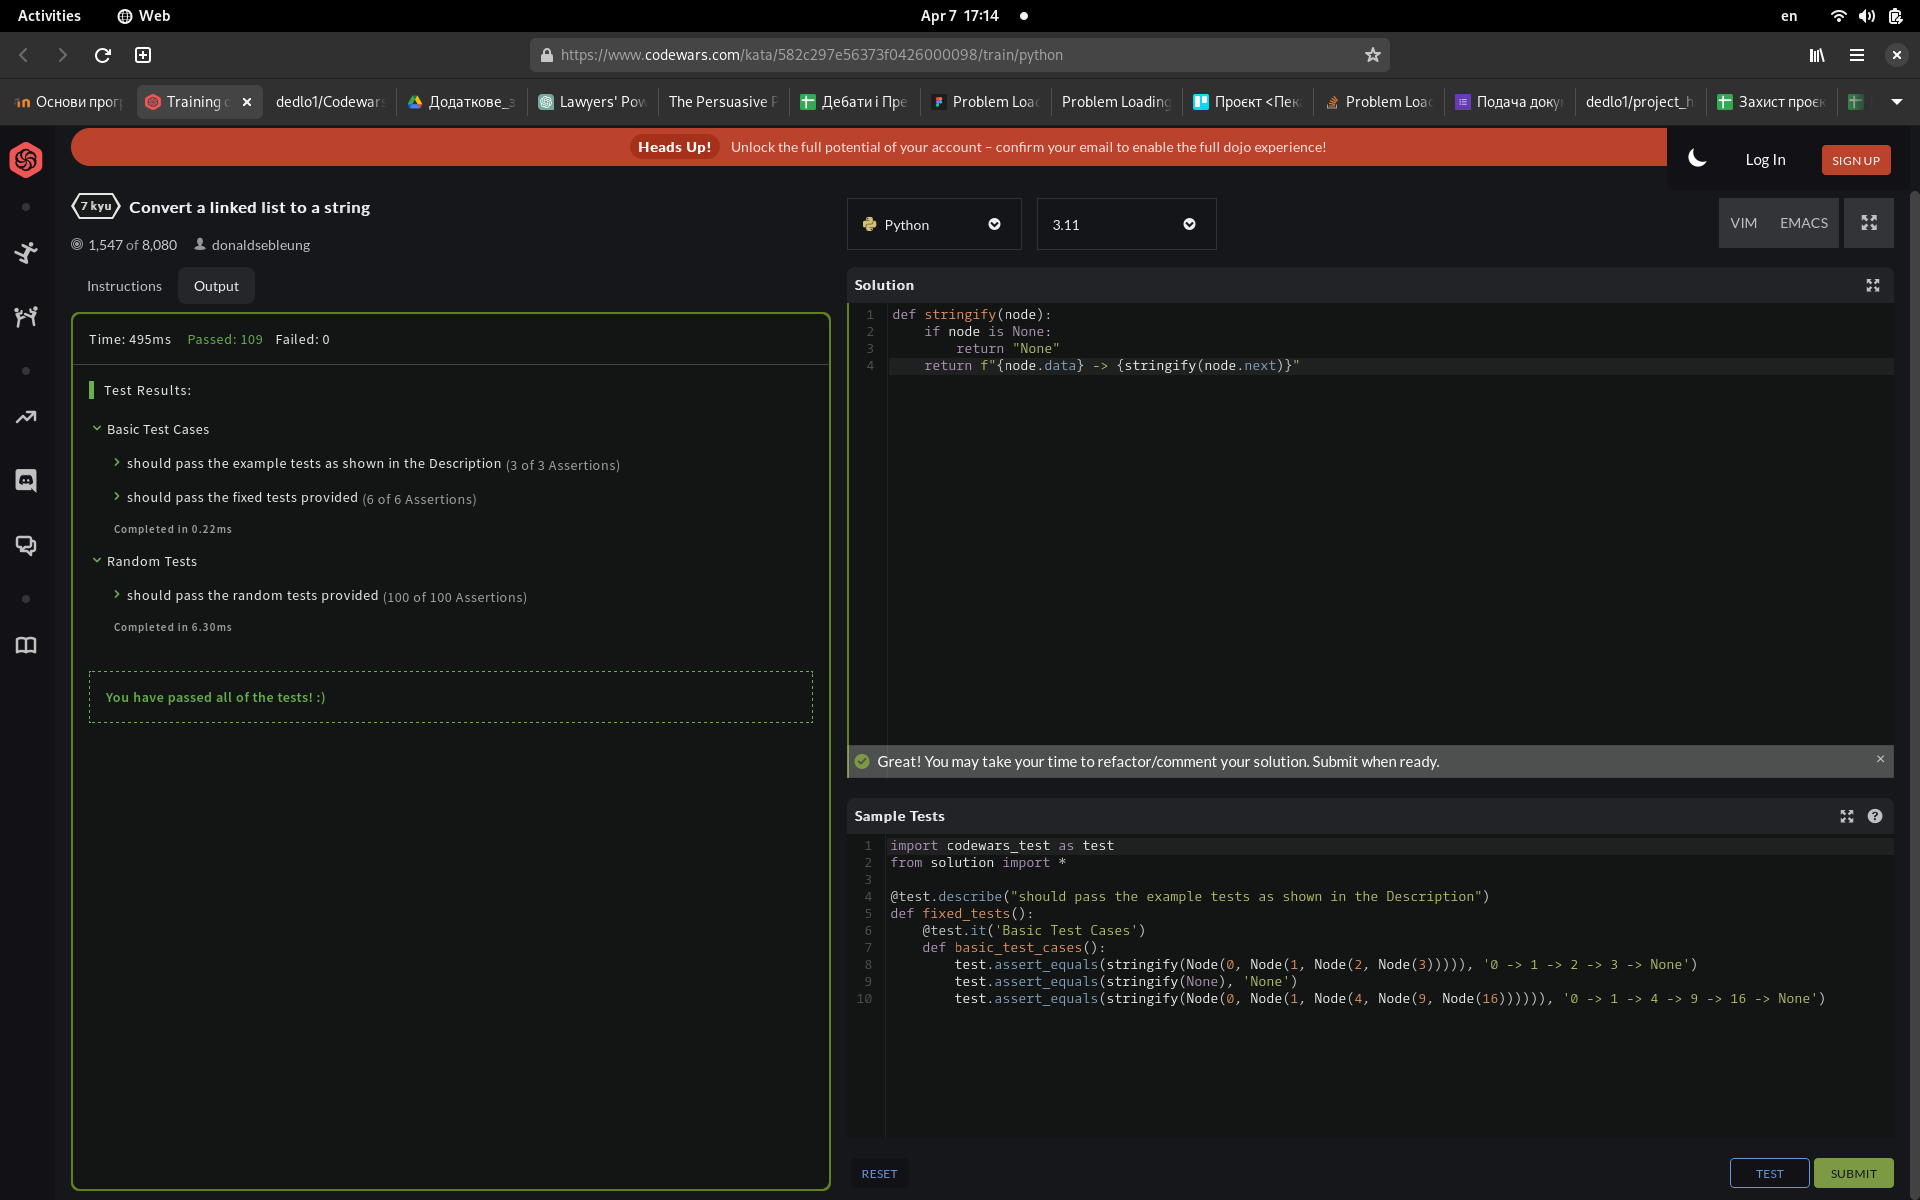 Activities Web Apr 7 17:14 en
https://www.codewars.com/kata/582c297e56373f0426000098/train/python
Основи прог Training c dedlo1/Codewars Додаткове_з Lawyers' Pow The Persuasive P Дебати і Пре Problem Load Problem Loading Проєкт <Пек Problem Load Подача доку dedlo1/project_h Захист проєк
Heads Up! Unlock the full potential of your account – confirm your email to enable the full dojo experience!
Log In SIGN UP
7 kyu Convert a linked list to a string
1,547 of 8,080 donaldsebleung
Python 3.11 VIM EMACS
Instructions Output
Time: 495ms Passed: 109 Failed: 0
Test Results:
Basic Test Cases
should pass the example tests as shown in the Description (3 of 3 Assertions)
should pass the fixed tests provided (6 of 6 Assertions)
Completed in 0.22ms
Random Tests
should pass the random tests provided (100 of 100 Assertions)
Completed in 6.30ms
You have passed all of the tests! :)
Solution
1 def stringify(node):
2     if node is None:
3         return "None"
4     return f"{node.data} -> {stringify(node.next)}"
Great! You may take your time to refactor/comment your solution. Submit when ready.
Sample Tests
1 import codewars_test as test
2 from solution import *
3
4 @test.describe("should pass the example tests as shown in the Description")
5 def fixed_tests():
6     @test.it('Basic Test Cases')
7     def basic_test_cases():
8         test.assert_equals(stringify(Node(0, Node(1, Node(2, Node(3))))), '0 -> 1 -> 2 -> 3 -> None')
9         test.assert_equals(stringify(None), 'None')
10         test.assert_equals(stringify(Node(0, Node(1, Node(4, Node(9, Node(16)))))), '0 -> 1 -> 4 -> 9 -> 16 -> None')
RESET TEST SUBMIT